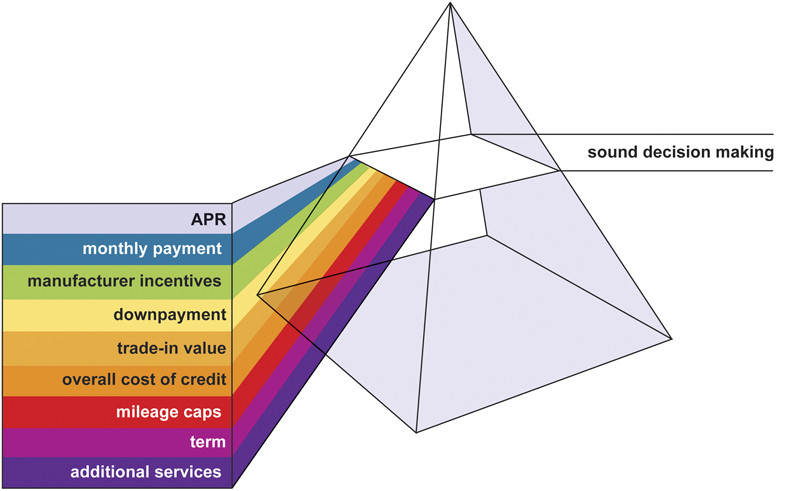 sound decision making
APR
monthly payment
manufacturer incentives
downpayment
trade-in value
overall cost of credit
mileage caps
term
additional services